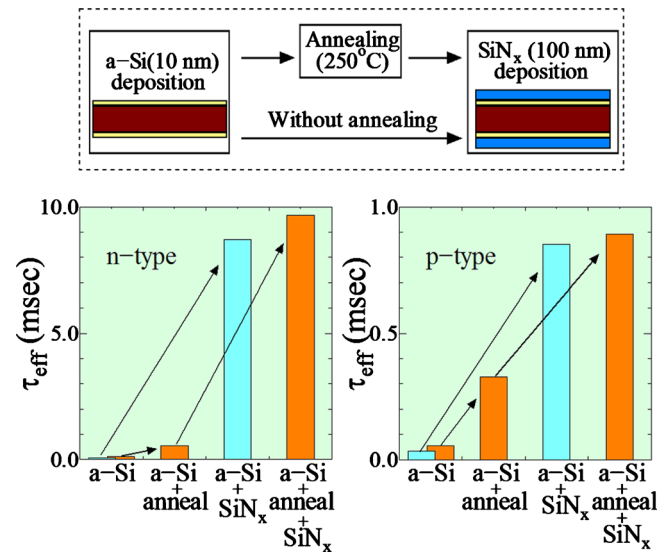 a−Si(10 nm)
deposition
Annealing
(250°C)
SiNx (100 nm)
deposition
Without annealing
10.0
5.0
0.0
τeff (msec)
n−type
a−Si
a−Si
+
anneal
a−Si
+
SiNx
a−Si
+
anneal
+
SiNx
1.0
0.5
0.0
τeff (msec)
p−type
a−Si
a−Si
+
anneal
a−Si
+
SiNx
a−Si
+
anneal
+
SiNx